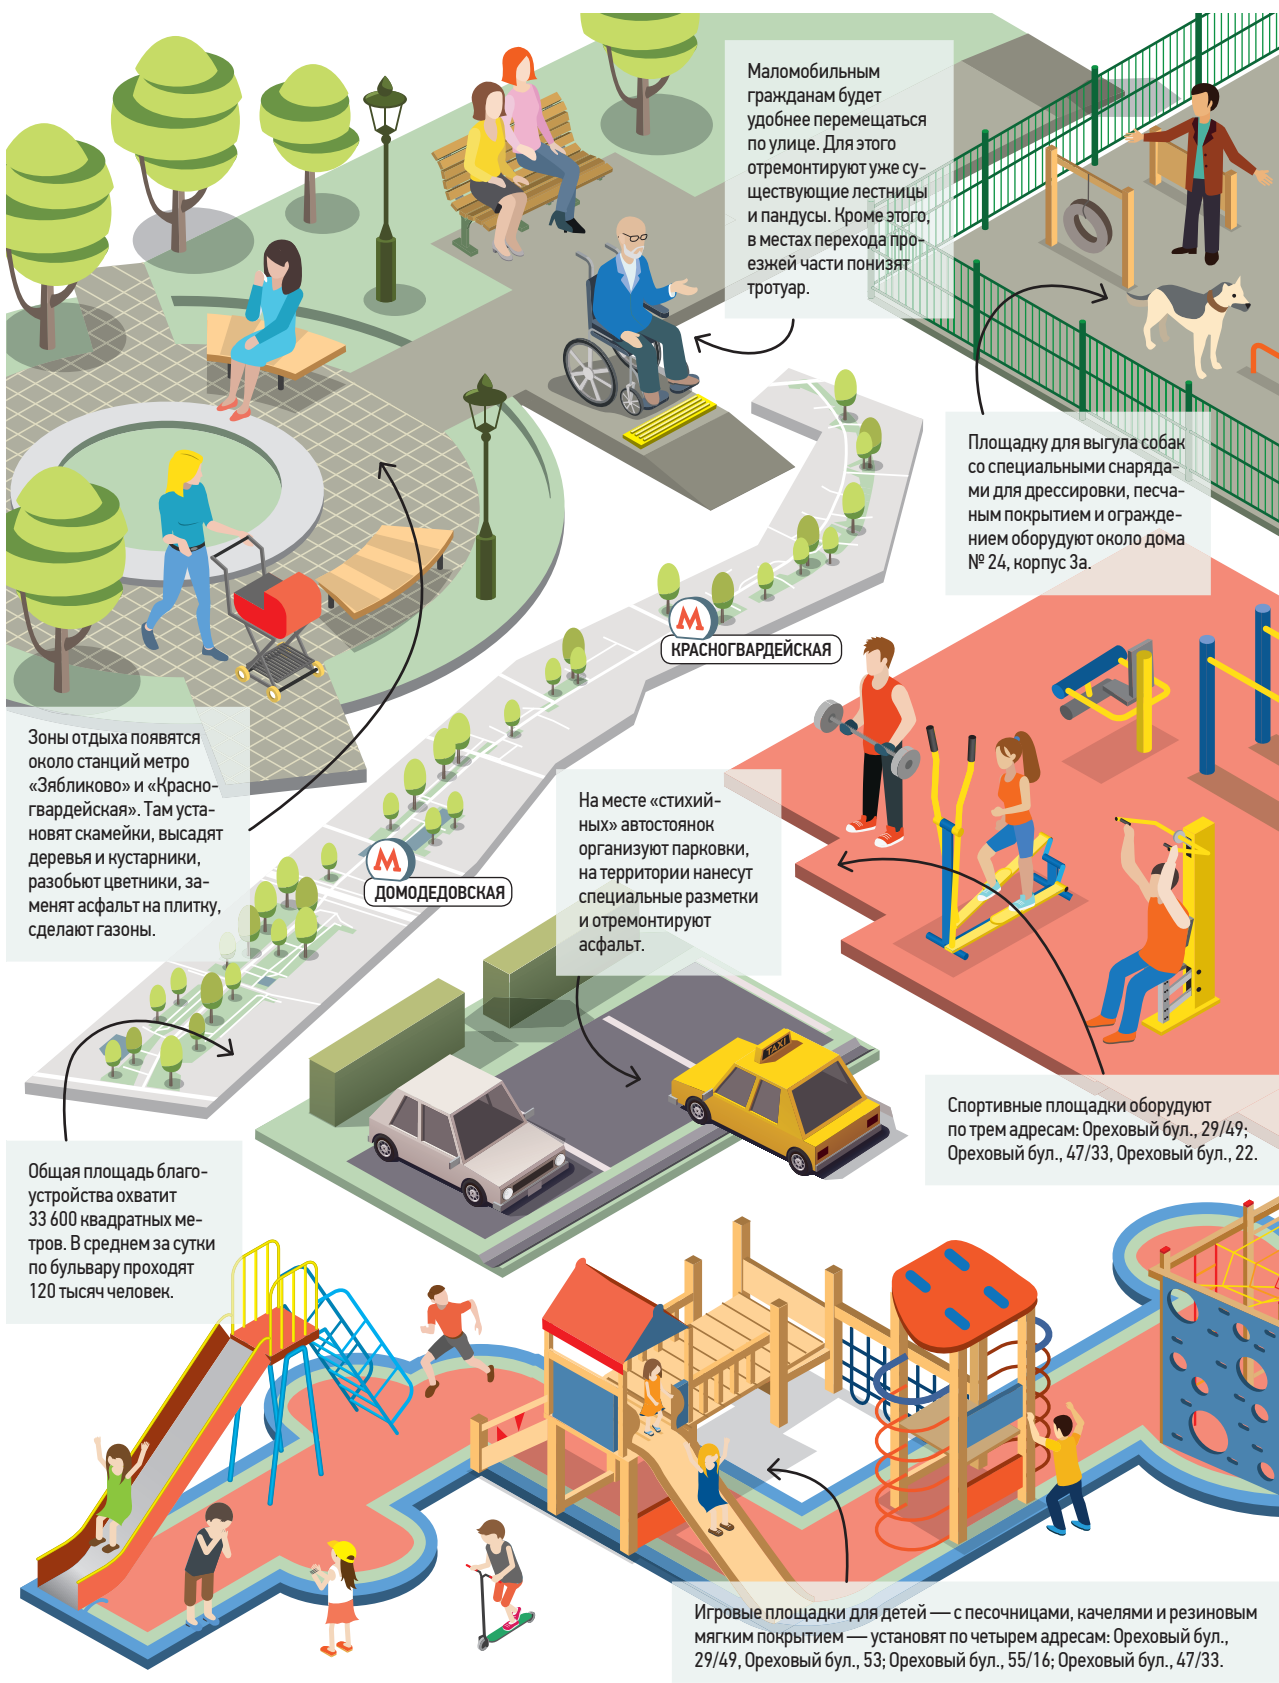 Маломобильным
гражданам будет
удобнее перемещаться
по улице. Для этого
отремонтируют уже су-
ществующие лестницы
и пандусы. Кроме этого,
в местах перехода про-
езжей части понизят
тротуар.
Площадку для выгула собак
со специальными снаряда-
ми для дрессировки, песча-
ным покрытием и огражде-
нием оборудуют около дома
№ 24, корпус 3а.
М
КРАСНОГВАРДЕЙСКАЯ
Зоны отдыха появятся
около станций метро
«Зябликово» и «Красно-
гвардейская». Там уста-
новят скамейки, высадят
деревья и кустарники,
разобьют цветники, за-
менят асфальт на плитку,
сделают газоны.
М
ДОМОДЕДОВСКАЯ
На месте «стихий-
ных» автостоянок
организуют парковки,
на территории нанесут
специальные разметки
и отремонтируют
асфальт.
TAXI
Спортивные площадки оборудуют
по трем адресам: Ореховый бул., 29/49;
Ореховый бул., 47/33, Ореховый бул., 22.
Общая площадь благо-
устройства охватит
33 600 квадратных ме-
тров. В среднем за сутки
по бульвару проходят
120 тысяч человек.
Игровые площадки для детей — с песочницами, качелями и резиновым
мягким покрытием — установят по четырем адресам: Ореховый бул.,
29/49, Ореховый бул., 53; Ореховый бул., 55/16; Ореховый бул., 47/33.